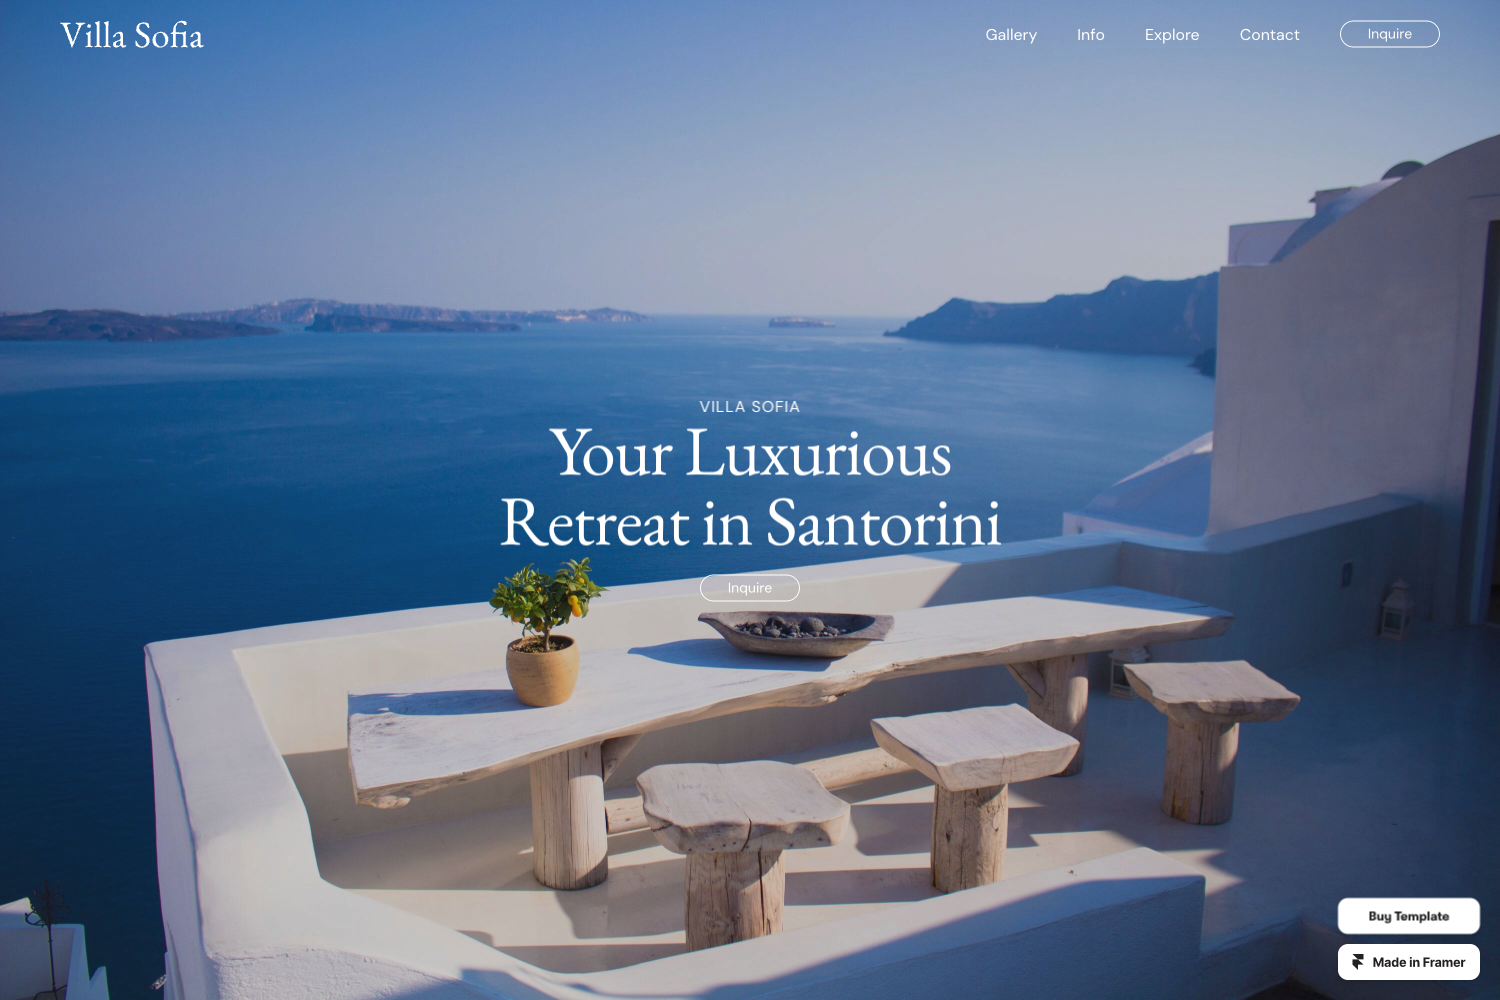 Villa Sofia
Gallery
Info
Explore
Contact
Inquire
VILLA SOFIA
Your Luxurious
Retreat in Santorini
Inquire
Buy Template
Made in Framer